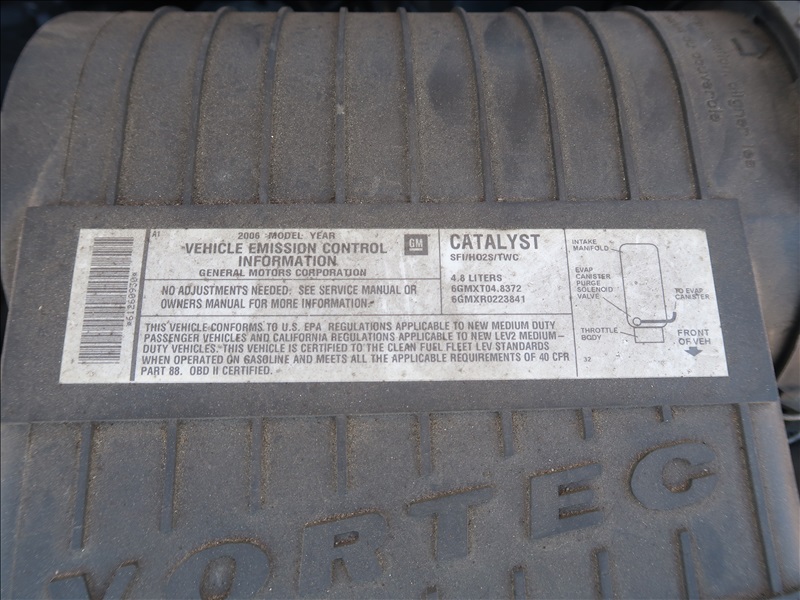 A1
2006 MODEL YEAR
VEHICLE EMISSION CONTROL
INFORMATION
GENERAL MOTORS CORPORATION
GM
NO ADJUSTMENTS NEEDED: SEE SERVICE MANUAL OR
OWNERS MANUAL FOR MORE INFORMATION.
CATALYST
SFI/HO2S/TWC
4.8 LITERS
6GMXT04.8372
6GMXR0223841
THIS VEHICLE CONFORMS TO U.S. EPA REGULATIONS APPLICABLE TO NEW MEDIUM DUTY
PASSENGER VEHICLES AND CALIFORNIA REGULATIONS APPLICABLE TO NEW LEV2 MEDIUM-
DUTY VEHICLES. THIS VEHICLE IS CERTIFIED TO THE CLEAN FUEL FLEET LEV STANDARDS
WHEN OPERATED ON GASOLINE AND MEETS ALL THE APPLICABLE REQUIREMENTS OF 40 CFR
PART 88. OBD II CERTIFIED.
INTAKE
MANIFOLD
EVAP
CANISTER
PURGE
SOLENOID
VALVE
TO EVAP
CANISTER
THROTTLE
BODY
FRONT
OF VEH
32
VORTEC